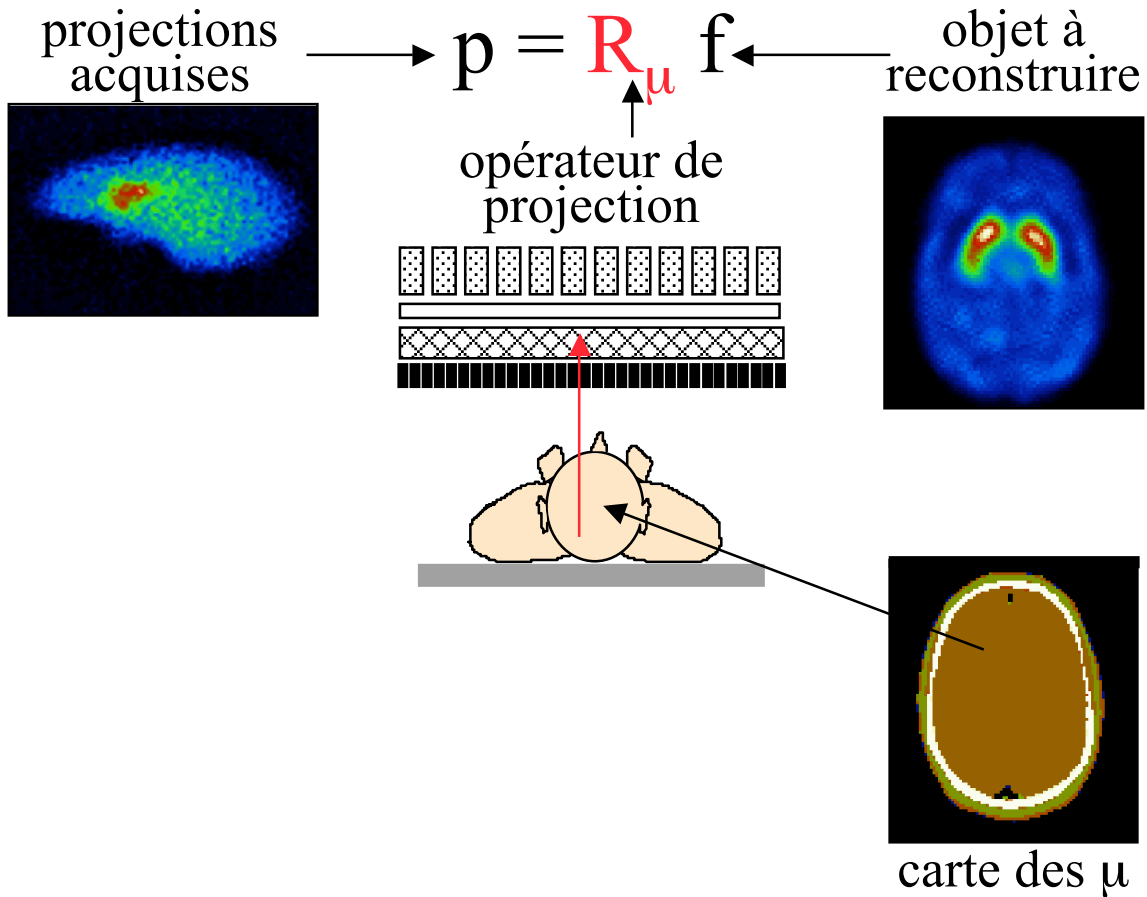 projections
acquises
p = Rμ f
objet à
reconstruire
opérateur de
projection
carte des μ